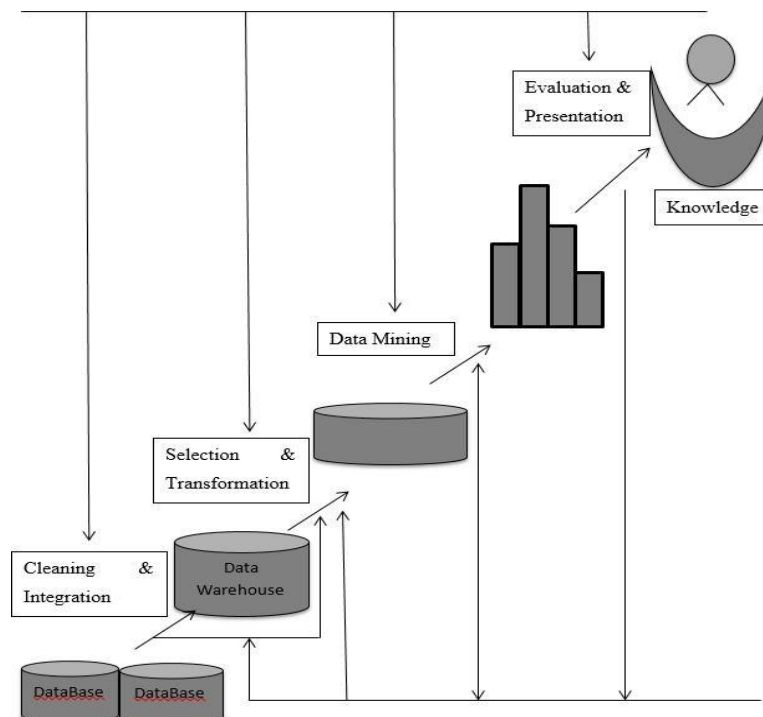 Evaluation &
Presentation
Knowledge
Data Mining
Selection &
Transformation
Cleaning &
Integration
Data
Warehouse
DataBase
DataBase